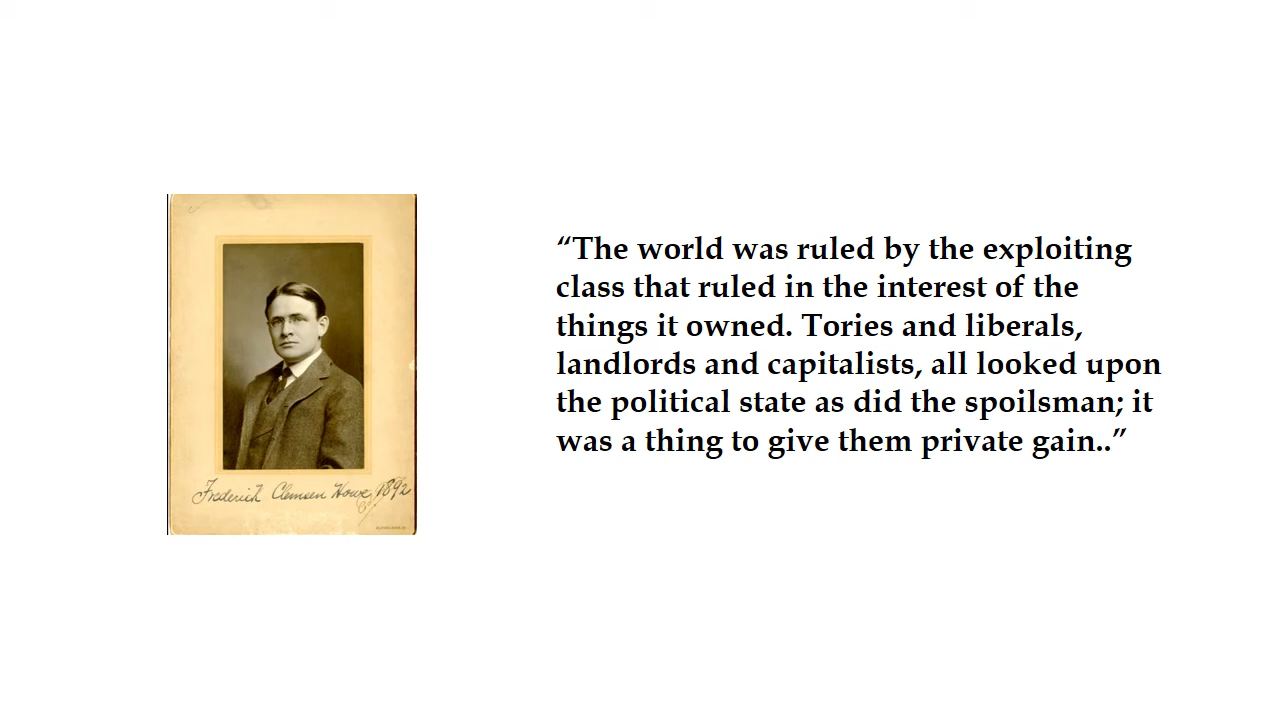 “The world was ruled by the exploiting
class that ruled in the interest of the
things it owned. Tories and liberals,
landlords and capitalists, all looked upon
the political state as did the spoilsman; it
was a thing to give them private gain..”
Frederick Clemsen Howe 1892